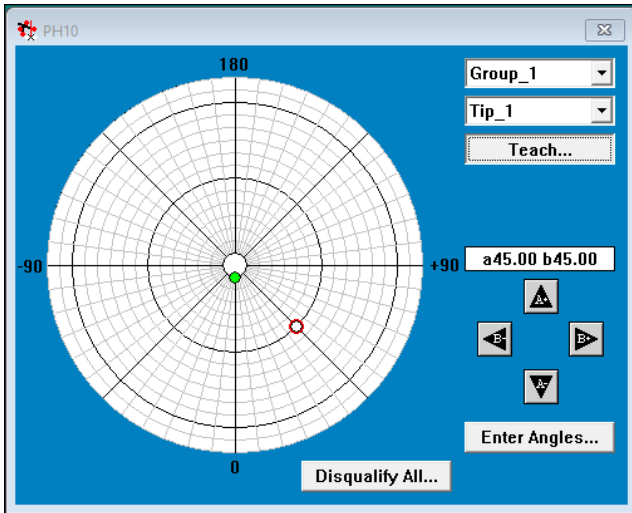 PH10
180
Group_1
Tip_1
Teach...
-90
+90
a45.00 b45.00
A+
B-
B+
A-
Enter Angles...
0
Disqualify All...